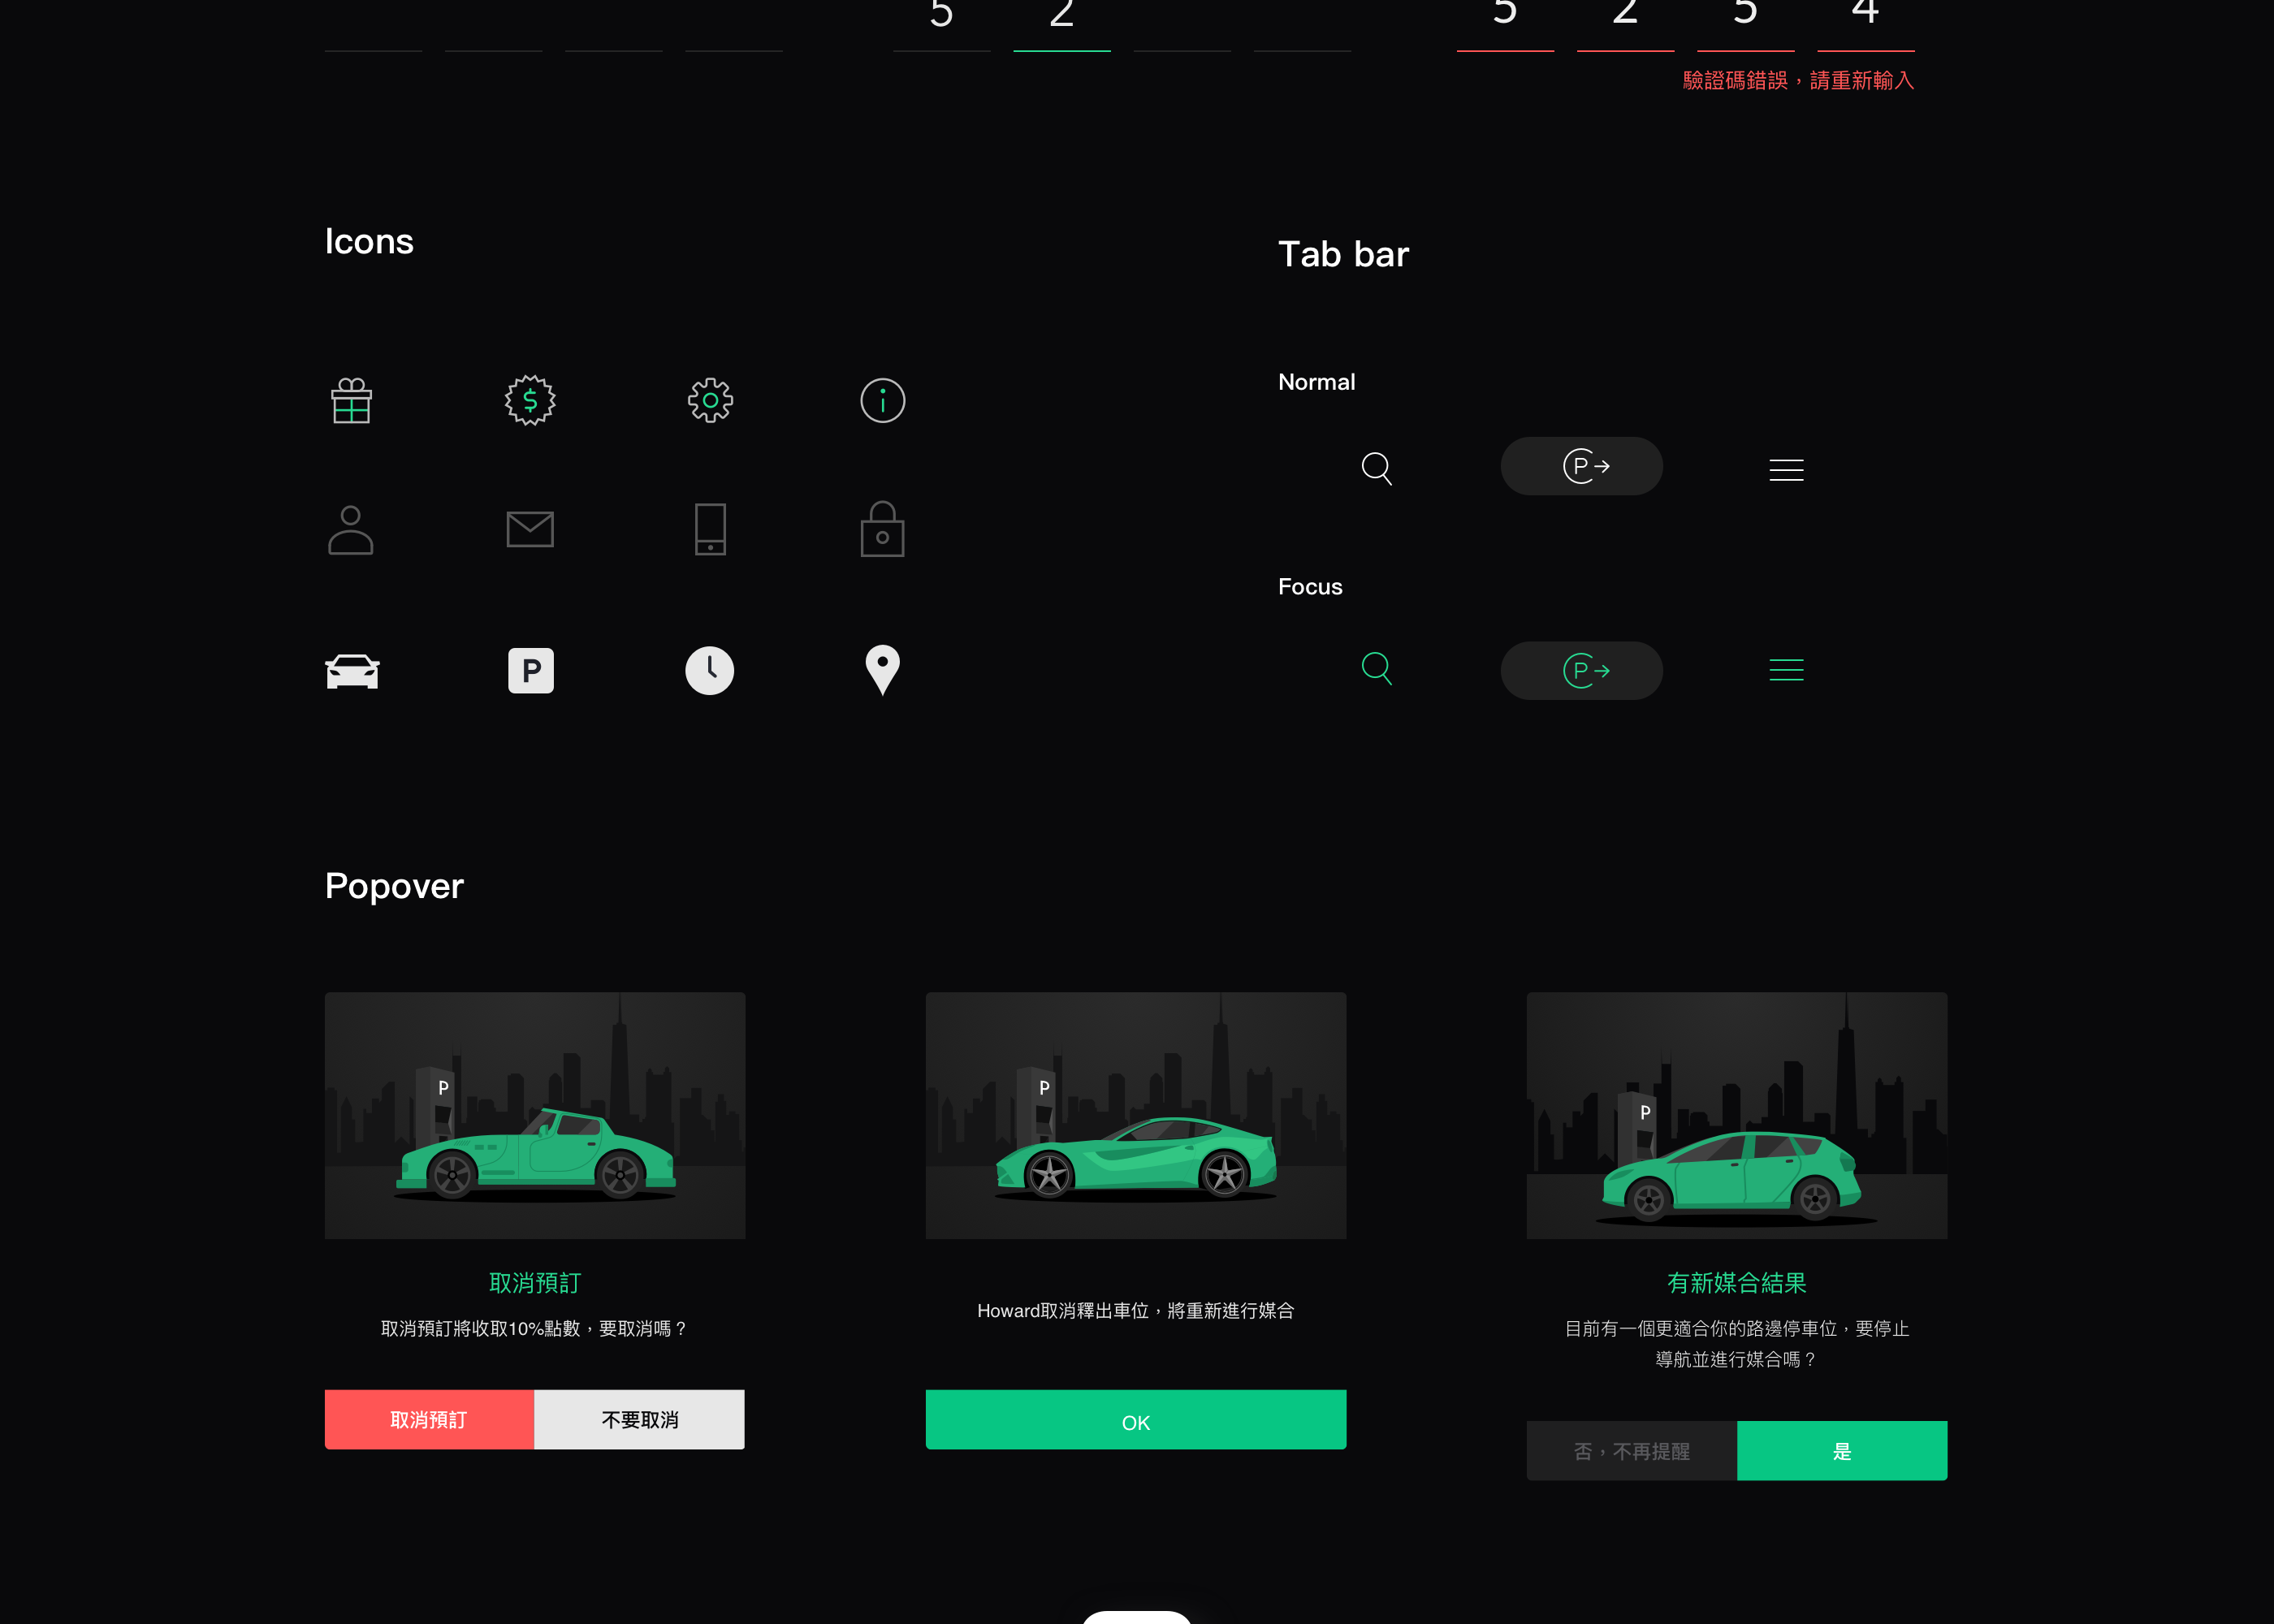 5 2
5 2 5 4
驗證碼錯誤，請重新輸入
Icons
Tab bar
Normal
P
Focus
P
$
i
P
Popover
P
P
P
取消預訂
取消預訂將收取10%點數，要取消嗎？
取消預訂
不要取消
Howard取消釋出車位，將重新進行媒合
OK
有新媒合結果
目前有一個更適合你的路邊停車位，要停止
導航並進行媒合嗎？
否，不再提醒
是